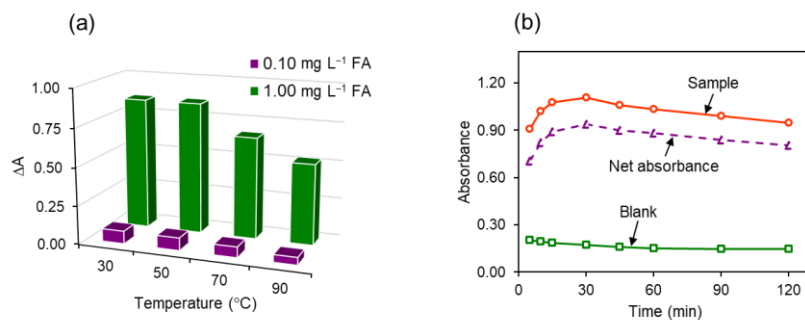 (a)
0.10 mg L⁻¹ FA
1.00 mg L⁻¹ FA
1.00
0.75
0.50
0.25
0.00
ΔA
30
50
70
90
Temperature (°C)
(b)
1.20
0.90
0.60
0.30
0.00
Absorbance
Sample
Net absorbance
Blank
0 30 60 90 120
Time (min)